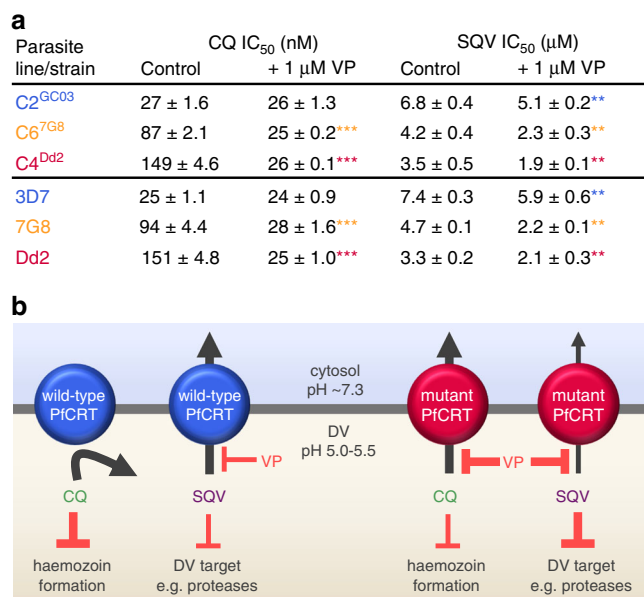 a
Parasite line/strain CQ IC50 (nM) SQV IC50 (μM)
Control + 1 μM VP Control + 1 μM VP
C2GC03 27 ± 1.6 26 ± 1.3 6.8 ± 0.4 5.1 ± 0.2**
C67G8 87 ± 2.1 25 ± 0.2*** 4.2 ± 0.4 2.3 ± 0.3**
C4Dd2 149 ± 4.6 26 ± 0.1*** 3.5 ± 0.5 1.9 ± 0.1**
3D7 25 ± 1.1 24 ± 0.9 7.4 ± 0.3 5.9 ± 0.6**
7G8 94 ± 4.4 28 ± 1.6*** 4.7 ± 0.1 2.2 ± 0.1**
Dd2 151 ± 4.8 25 ± 1.0*** 3.3 ± 0.2 2.1 ± 0.3**
b
wild-type
PfCRT
CQ
haemozoin
formation
wild-type
PfCRT
VP
SQV
DV target
e.g. proteases
cytosol
pH ~7.3
DV
pH 5.0-5.5
mutant
PfCRT
CQ
haemozoin
formation
VP
mutant
PfCRT
SQV
DV target
e.g. proteases